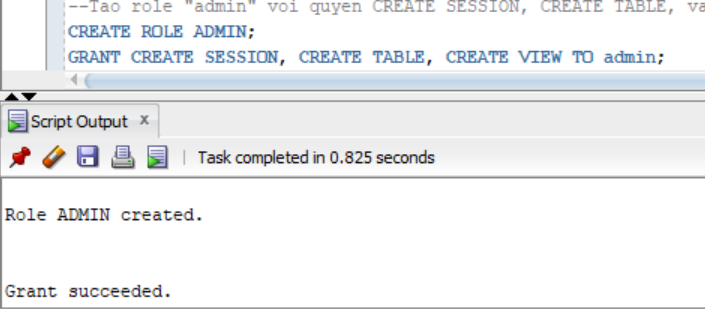 --Tao role "admin" voi quyen CREATE SESSION, CREATE TABLE,
CREATE ROLE ADMIN;
GRANT CREATE SESSION, CREATE TABLE, CREATE VIEW TO admin;
Script Output x
Task completed in 0.825 seconds
Role ADMIN created.
Grant succeeded.